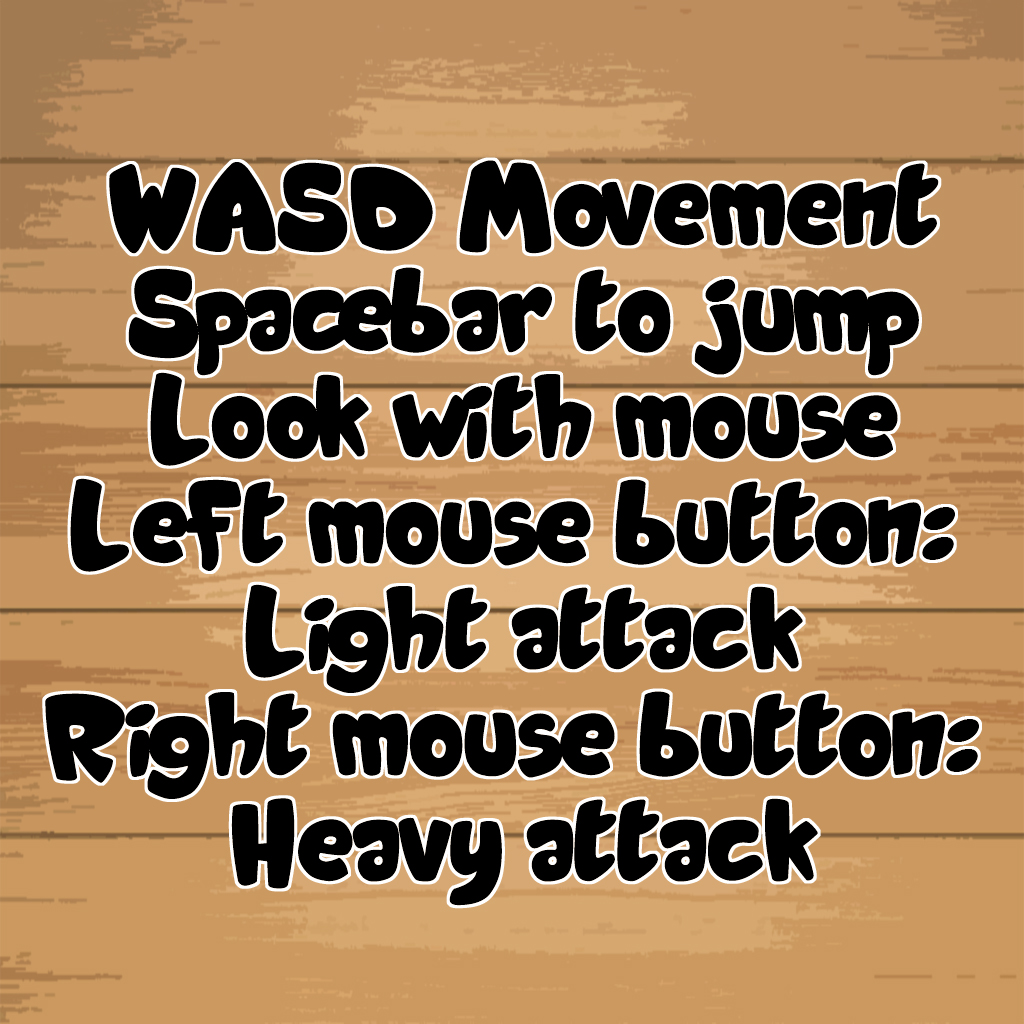 WASD Movement
Spacebar to jump
Look with mouse
Left mouse button:
Light attack
Right mouse button:
Heavy attack